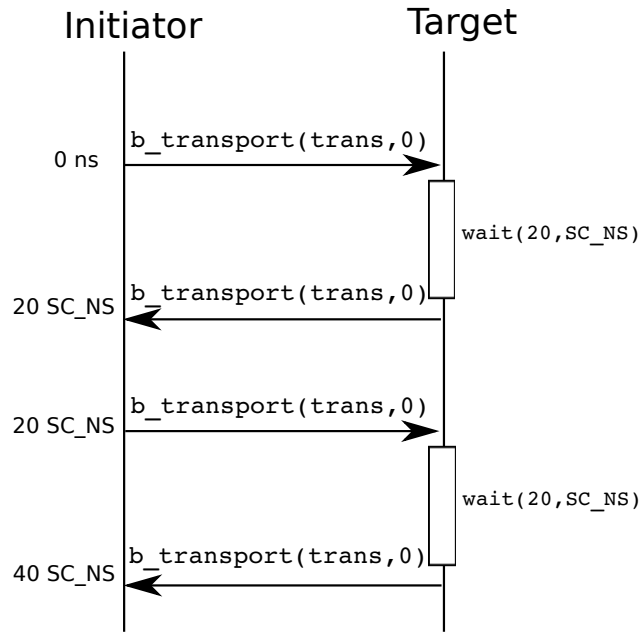 Initiator
Target
b_transport(trans,0)
0 ns
wait(20,SC_NS)
b_transport(trans,0)
20 SC_NS
b_transport(trans,0)
20 SC_NS
wait(20,SC_NS)
b_transport(trans,0)
40 SC_NS